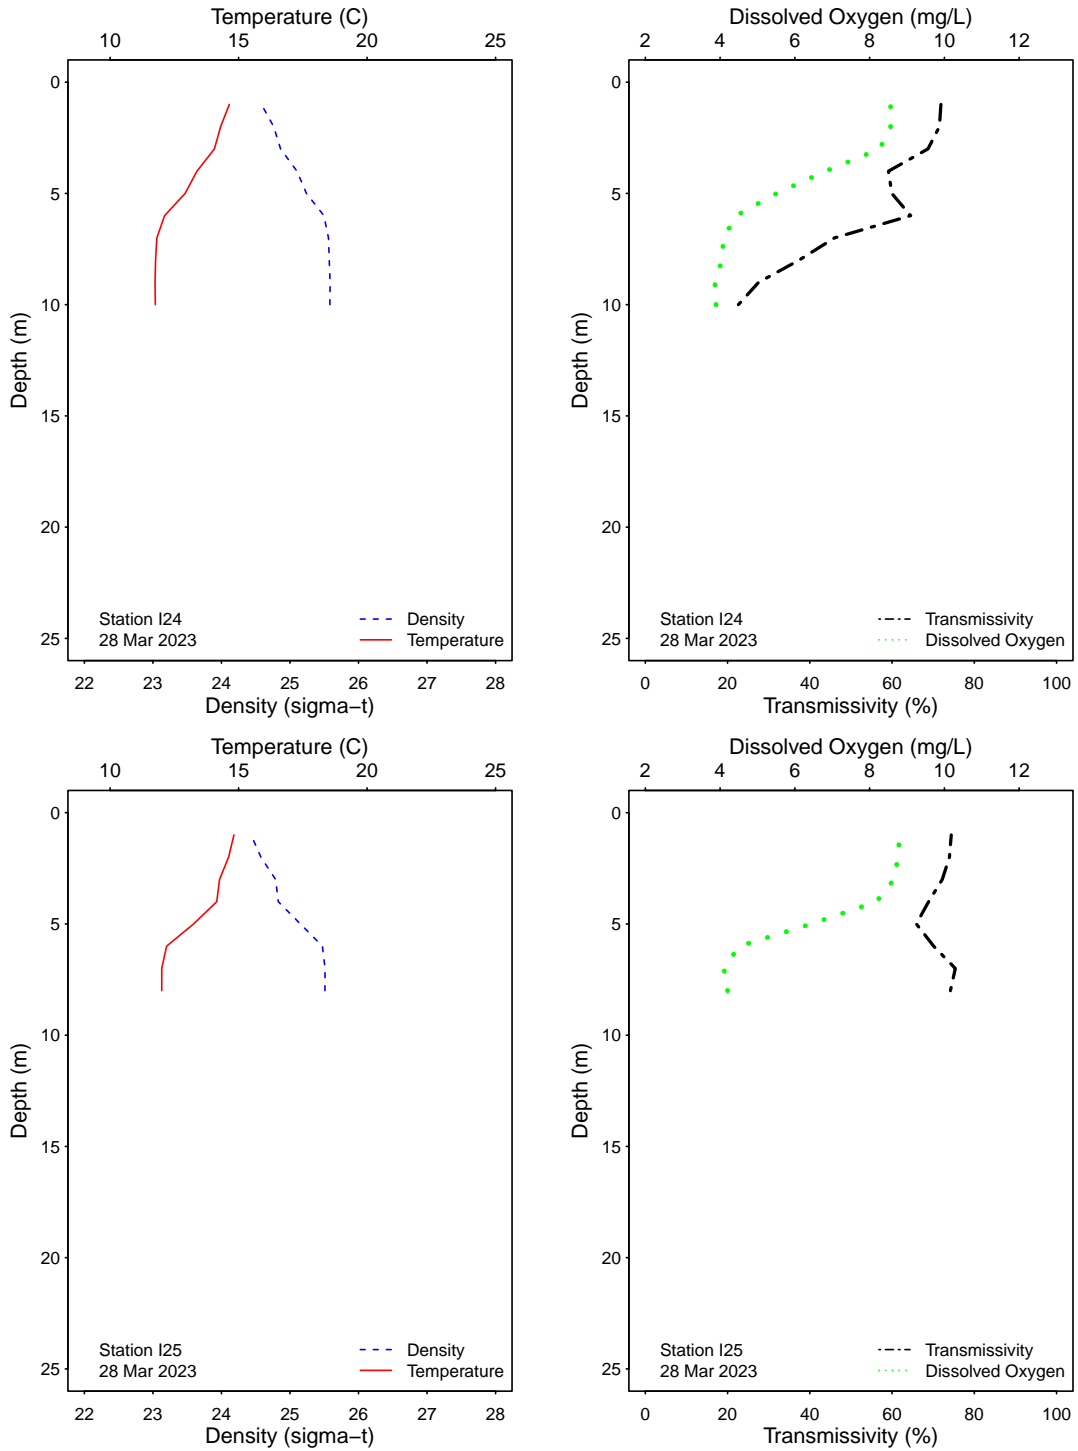 Temperature (C)
10 15 20 25
0
5
10
15
20
25
Depth (m)
Station I24
28 Mar 2023
Density
Temperature
22 23 24 25 26 27 28
Density (sigma−t)
Dissolved Oxygen (mg/L)
2 4 6 8 10 12
0
5
10
15
20
25
Depth (m)
Station I24
28 Mar 2023
Transmissivity
Dissolved Oxygen
0 20 40 60 80 100
Transmissivity (%)
Temperature (C)
10 15 20 25
0
5
10
15
20
25
Depth (m)
Station I25
28 Mar 2023
Density
Temperature
22 23 24 25 26 27 28
Density (sigma−t)
Dissolved Oxygen (mg/L)
2 4 6 8 10 12
0
5
10
15
20
25
Depth (m)
Station I25
28 Mar 2023
Transmissivity
Dissolved Oxygen
0 20 40 60 80 100
Transmissivity (%)